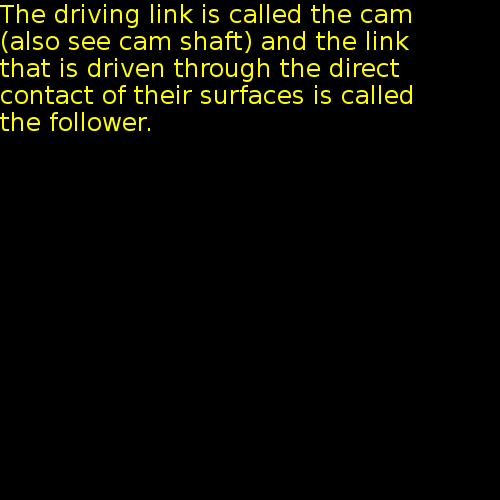 The driving link is called the cam
(also see cam shaft) and the link
that is driven through the direct
contact of their surfaces is called
the follower.